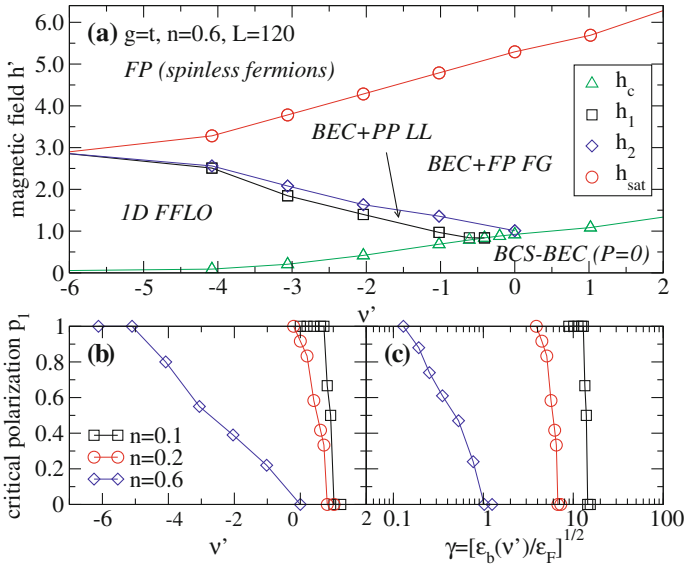 (a) g=t, n=0.6, L=120
FP (spinless fermions)
BEC+PP LL
BEC+FP FG
1D FFLO
BCS-BEC (P=0)
h_c
h_1
h_2
h_sat
magnetic field h'
6.0
5.0
4.0
3.0
2.0
1.0
0.0
-6 -5 -4 -3 -2 -1 0 1 2
ν'
(b)
critical polarization p_1
1
0.8
0.6
0.4
0.2
0
n=0.1
n=0.2
n=0.6
-6 -4 -2 0 2
ν'
(c)
0.1 1 10 100
γ=[ε_b(ν')/ε_F]^{1/2}